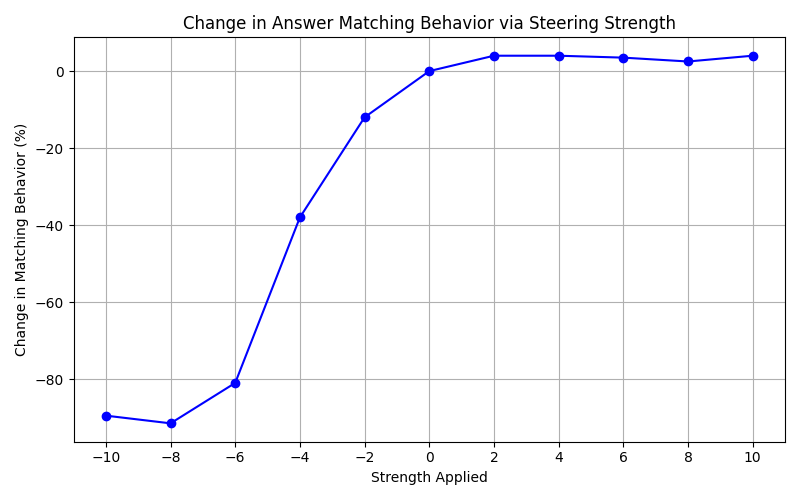 Change in Answer Matching Behavior via Steering Strength
Change in Matching Behavior (%)
0
−20
−40
−60
−80
−10 −8 −6 −4 −2 0 2 4 6 8 10
Strength Applied